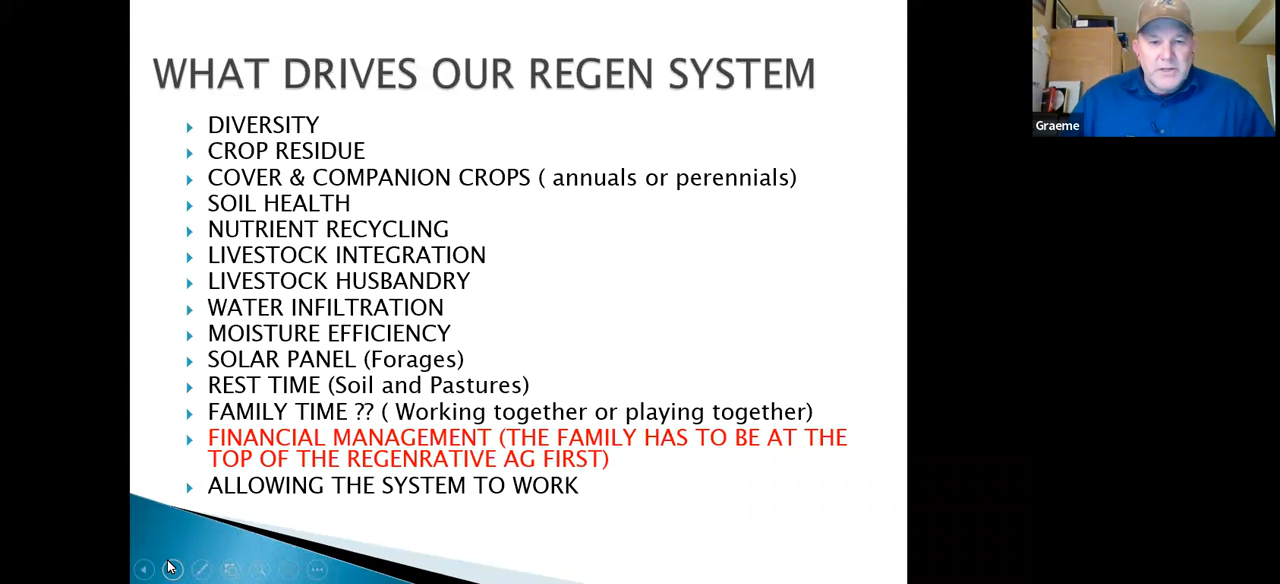 WHAT DRIVES OUR REGEN SYSTEM
DIVERSITY
CROP RESIDUE
COVER & COMPANION CROPS ( annuals or perennials)
SOIL HEALTH
NUTRIENT RECYCLING
LIVESTOCK INTEGRATION
LIVESTOCK HUSBANDRY
WATER INFILTRATION
MOISTURE EFFICIENCY
SOLAR PANEL (Forages)
REST TIME (Soil and Pastures)
FAMILY TIME ?? ( Working together or playing together)
FINANCIAL MANAGEMENT (THE FAMILY HAS TO BE AT THE
TOP OF THE REGENRATIVE AG FIRST)
ALLOWING THE SYSTEM TO WORK
Graeme